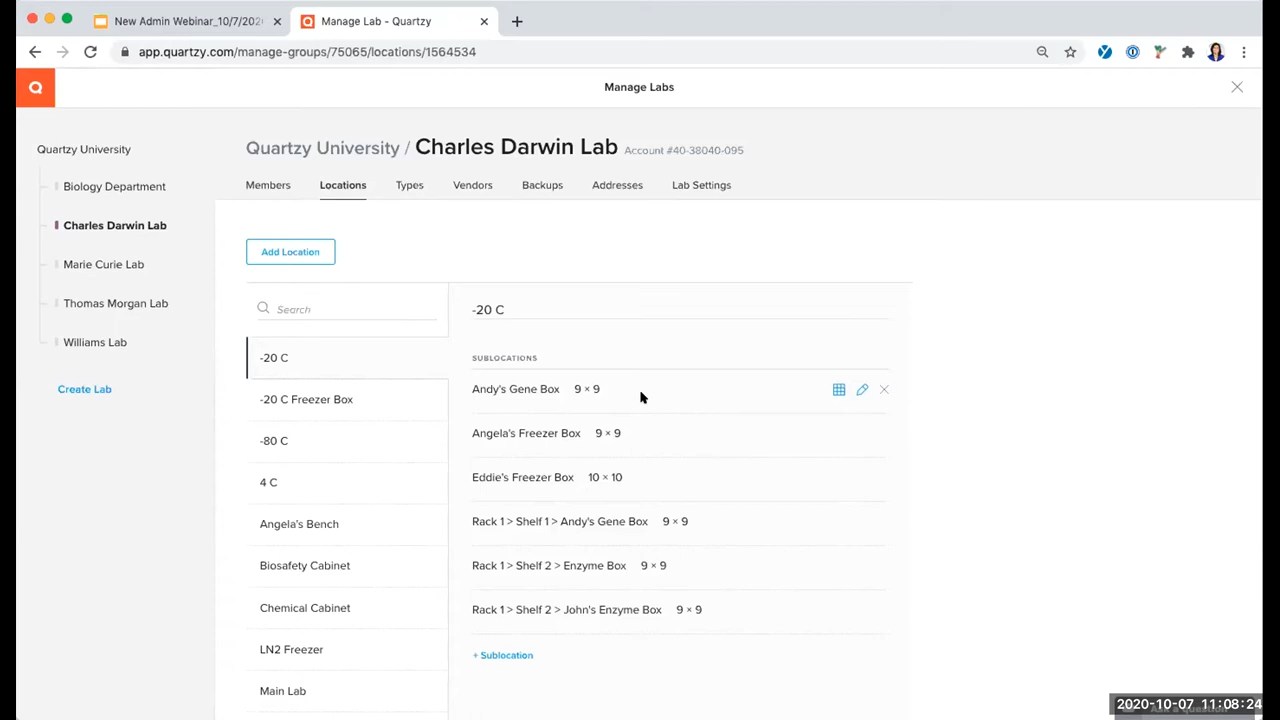 New Admin Webinar_10/7/202
Manage Lab - Quartzy
app.quartzy.com/manage-groups/75065/locations/1564534
Q
Manage Labs
Quartzy University
Biology Department
Charles Darwin Lab
Marie Curie Lab
Thomas Morgan Lab
Williams Lab
Create Lab
Quartzy University / Charles Darwin Lab Account #40-38040-095
Members Locations Types Vendors Backups Addresses Lab Settings
Add Location
Search
-20 C
-20 C Freezer Box
-80 C
4 C
Angela's Bench
Biosafety Cabinet
Chemical Cabinet
LN2 Freezer
Main Lab
-20 C
SUBLOCATIONS
Andy's Gene Box 9 × 9
Angela's Freezer Box 9 × 9
Eddie's Freezer Box 10 × 10
Rack 1 > Shelf 1 > Andy's Gene Box 9 × 9
Rack 1 > Shelf 2 > Enzyme Box 9 × 9
Rack 1 > Shelf 2 > John's Enzyme Box 9 × 9
+ Sublocation
2020-10-07 11:08:24